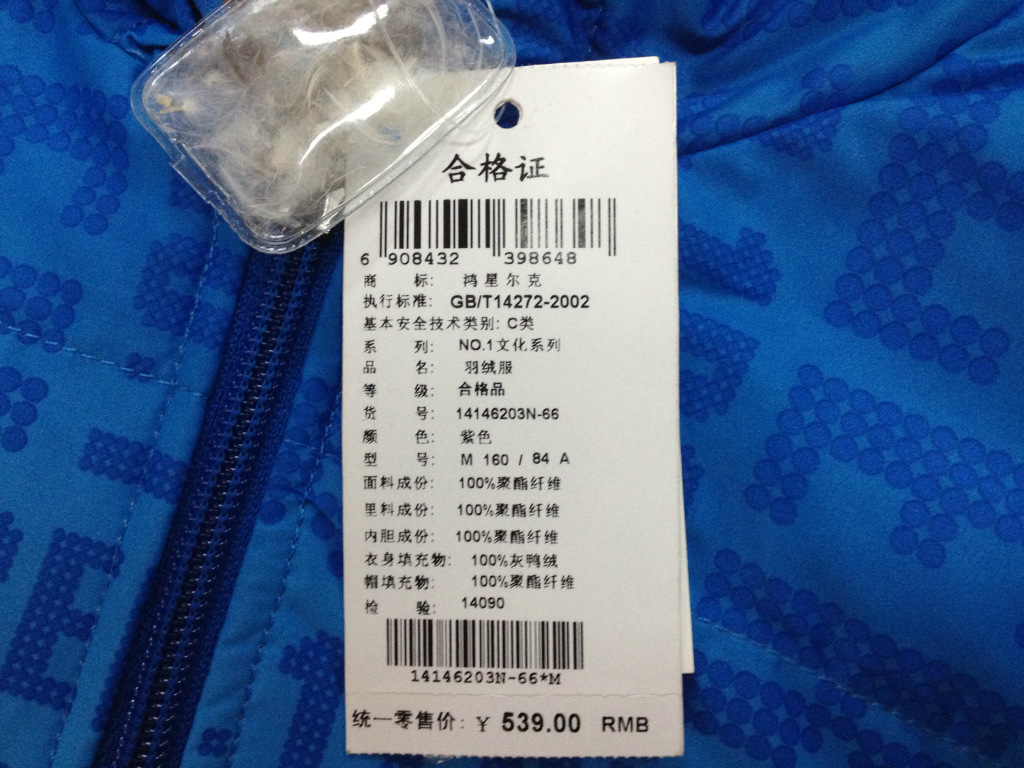 合格证
6 908432 398648
商 标: 鸿星尔克
执行标准: GB/T14272-2002
基本安全技术类别: C类
系 列: NO.1文化系列
品 名: 羽绒服
等 级: 合格品
货 号: 14146203N-66
颜 色: 紫色
型 号: M 160 / 84 A
面料成份: 100%聚酯纤维
里料成份: 100%聚酯纤维
内胆成份: 100%聚酯纤维
衣身填充物: 100%灰鸭绒
帽填充物: 100%聚酯纤维
检 验: 14090
14146203N-66*M
统一零售价: ¥ 539.00 RMB